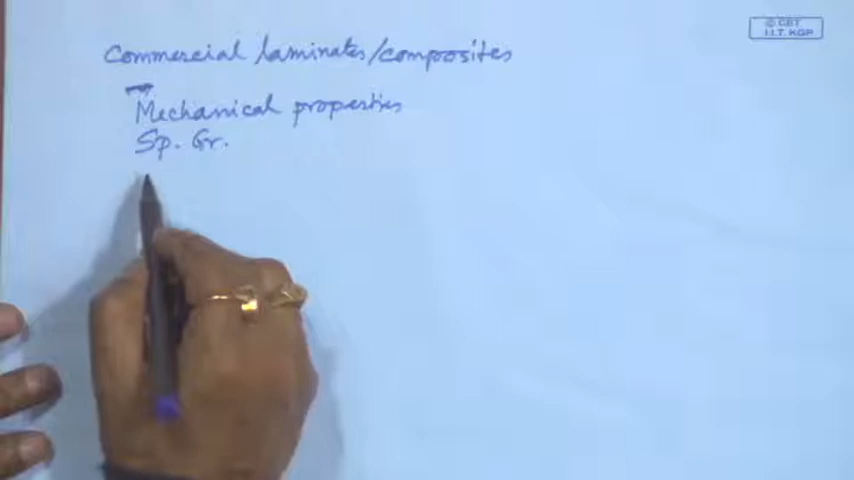 © CET
I.I.T. KGP
Commercial laminates/composites
Mechanical properties
Sp. Gr.